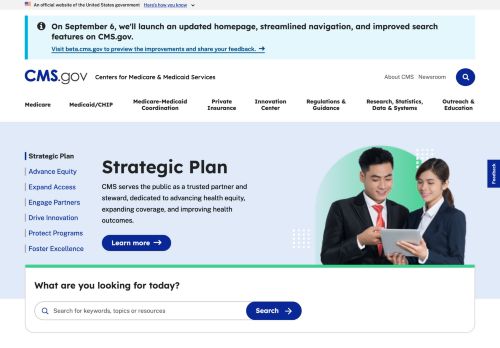 An official website of the United States government Here's how you know
On September 6, we'll launch an updated homepage, streamlined navigation, and improved search
features on CMS.gov.
Visit beta.cms.gov to preview the improvements and share your feedback.
CMS.gov Centers for Medicare & Medicaid Services
About CMS Newsroom
Medicare
Medicaid/CHIP
Medicare-Medicaid
Coordination
Private
Insurance
Innovation
Center
Regulations &
Guidance
Research, Statistics,
Data & Systems
Outreach &
Education
Strategic Plan
Advance Equity
Expand Access
Engage Partners
Drive Innovation
Protect Programs
Foster Excellence
Strategic Plan
CMS serves the public as a trusted partner and
steward, dedicated to advancing health equity,
expanding coverage, and improving health
outcomes.
Learn more
Feedback
What are you looking for today?
Search for keywords, topics or resources
Search